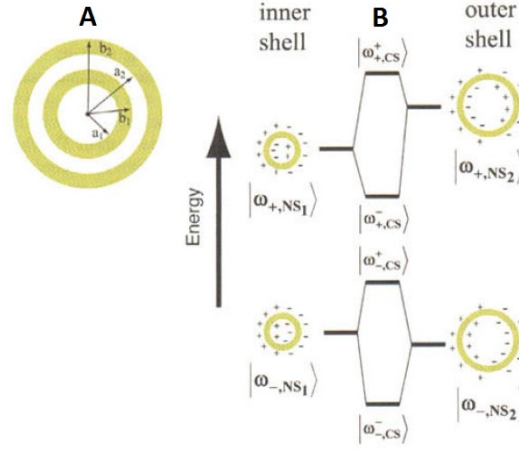 A
b₂
a₂
b₁
a₁
inner
shell
B
outer
shell
|ω⁺₊,CS⟩
|ω₊,NS₁⟩
|ω₊,NS₂⟩
|ω⁻₊,CS⟩
Energy
|ω⁺₋,CS⟩
|ω₋,NS₁⟩
|ω₋,NS₂⟩
|ω⁻₋,CS⟩